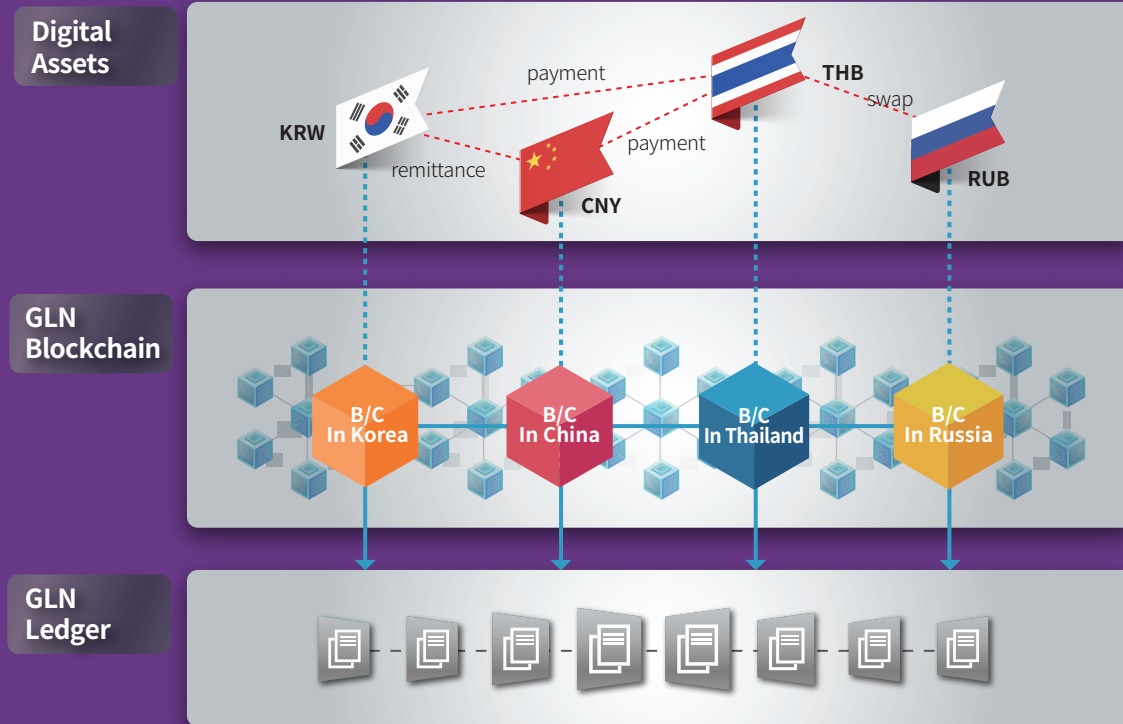 Digital
Assets
payment
THB
swap
KRW
payment
remittance
RUB
CNY
GLN
Blockchain
B/C
In Korea
B/C
In China
B/C
In Thailand
B/C
In Russia
GLN
Ledger